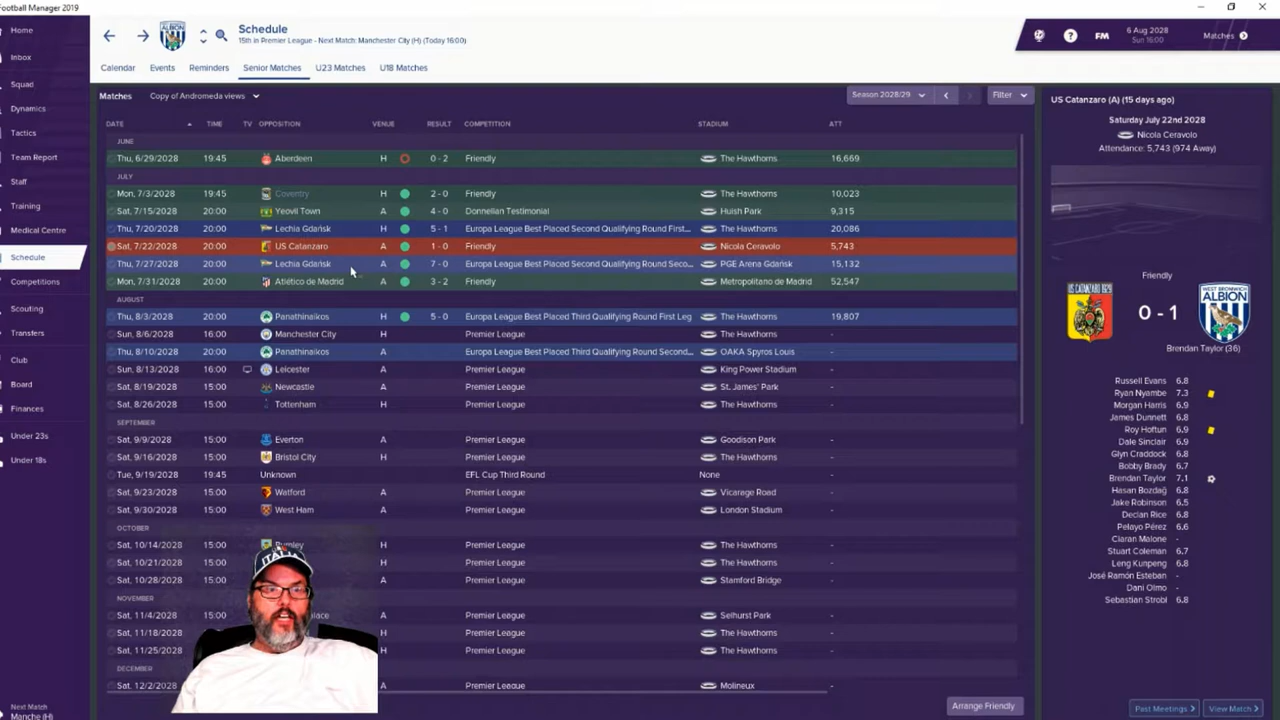 Football Manager 2019
Home
Inbox
Squad
Dynamics
Tactics
Team Report
Staff
Training
Medical Centre
Schedule
Competitions
Scouting
Transfers
Club
Board
Finances
Under 23s
Under 18s
Next Match
Manche (H)
Schedule
15th in Premier League - Next Match: Manchester City (H) (Today 16:00)
FM
6 Aug 2028
Sun 16:00
Matches
Calendar Events Reminders Senior Matches U23 Matches U18 Matches
Matches Copy of Andromeda views Season 2028/29 Filter
DATE TIME TV OPPOSITION VENUE RESULT COMPETITION STADIUM ATT
JUNE
Thu, 6/29/2028 19:45 Aberdeen H 0 - 2 Friendly The Hawthorns 16,669
JULY
Mon, 7/3/2028 19:45 Coventry H 2 - 0 Friendly The Hawthorns 10,023
Sat, 7/15/2028 20:00 Yeovil Town A 4 - 0 Donnellan Testimonial Huish Park 9,315
Thu, 7/20/2028 20:00 Lechia Gdańsk H 5 - 1 Europa League Best Placed Second Qualifying Round First... The Hawthorns 20,086
Sat, 7/22/2028 20:00 US Catanzaro A 1 - 0 Friendly Nicola Ceravolo 5,743
Thu, 7/27/2028 20:00 Lechia Gdańsk A 7 - 0 Europa League Best Placed Second Qualifying Round Seco... PGE Arena Gdańsk 15,132
Mon, 7/31/2028 20:00 Atlético de Madrid A 3 - 2 Friendly Metropolitano de Madrid 52,547
AUGUST
Thu, 8/3/2028 20:00 Panathinaikos H 5 - 0 Europa League Best Placed Third Qualifying Round First Leg The Hawthorns 19,807
Sun, 8/6/2028 16:00 Manchester City H Premier League The Hawthorns -
Thu, 8/10/2028 20:00 Panathinaikos A Europa League Best Placed Third Qualifying Round Second... OAKA Spyros Louis -
Sun, 8/13/2028 16:00 Leicester A Premier League King Power Stadium -
Sat, 8/19/2028 15:00 Newcastle A Premier League St. James' Park -
Sat, 8/26/2028 15:00 Tottenham H Premier League The Hawthorns -
SEPTEMBER
Sat, 9/9/2028 15:00 Everton A Premier League Goodison Park -
Sat, 9/16/2028 15:00 Bristol City H Premier League The Hawthorns -
Tue, 9/19/2028 19:45 Unknown EFL Cup Third Round None -
Sat, 9/23/2028 15:00 Watford A Premier League Vicarage Road -
Sat, 9/30/2028 15:00 West Ham A Premier League London Stadium -
OCTOBER
Sat, 10/14/2028 15:00 Burnley H Premier League The Hawthorns -
Sat, 10/21/2028 15:00 H Premier League The Hawthorns -
Sat, 10/28/2028 15:00 A Premier League Stamford Bridge -
NOVEMBER
Sat, 11/4/2028 15:00 alace A Premier League Selhurst Park -
Sat, 11/18/2028 H Premier League The Hawthorns -
Sat, 11/25/2028 H Premier League The Hawthorns -
DECEMBER
Sat, 12/2/2028 A Premier League Molineux -
Arrange Friendly
ITALIA
US Catanzaro (A) (15 days ago)
Saturday July 22nd 2028
Nicola Ceravolo
Attendance: 5,743 (974 Away)
Friendly
US CATANZARO 1929
0 - 1
WEST BROMWICH
ALBION
Brendan Taylor (36)
Russell Evans 6.8
Ryan Nyambe 7.3
Morgan Harris 6.9
James Dunnett 6.8
Roy Hoftun 6.9
Dale Sinclair 6.9
Glyn Craddock 6.8
Bobby Brady 6.7
Brendan Taylor 7.1
Hasan Bozdağ 6.8
Jake Robinson 6.5
Declan Rice 6.8
Pelayo Pérez 6.6
Ciaran Malone -
Stuart Coleman 6.7
Leng Kunpeng 6.8
José Ramón Esteban -
Dani Olmo -
Sebastian Strobl 6.8
Past Meetings View Match